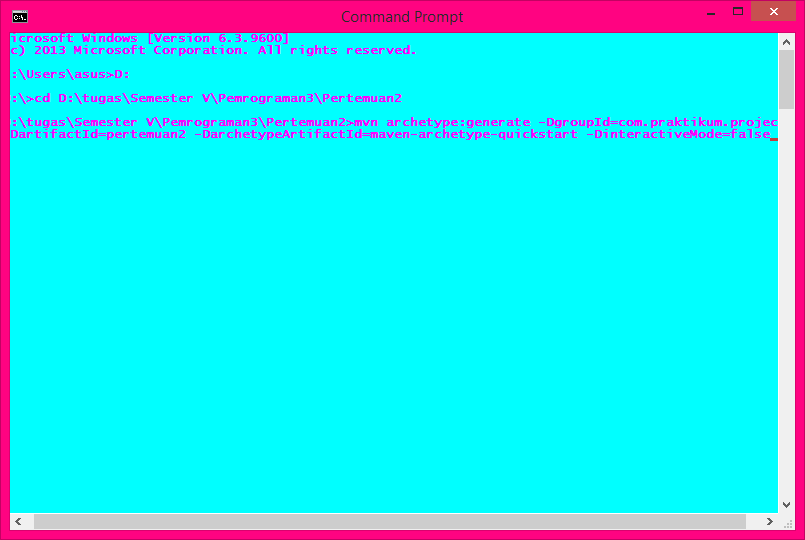 Command Prompt
icrosoft Windows [Version 6.3.9600]
c) 2013 Microsoft Corporation. All rights reserved.
:\Users\asus>D:
:\>cd D:\tugas\Semester V\Pemrograman3\Pertemuan2
:\tugas\Semester V\Pemrograman3\Pertemuan2>mvn archetype:generate -DgroupId=com.praktikum.projec
DartifactId=pertemuan2 -DarchetypeArtifactId=maven-archetype-quickstart -DinteractiveMode=false_